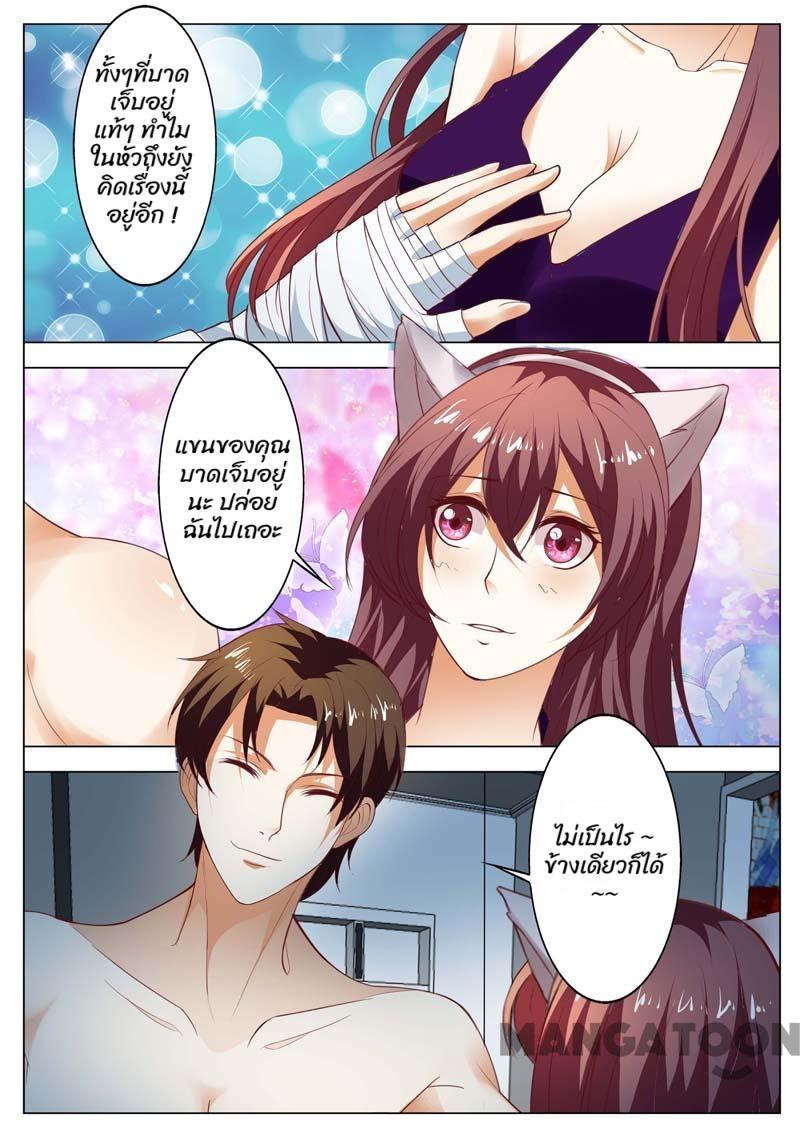 ทั้งๆที่บาด
เจ็บอยู่
แท้ๆ ทำไม
ในหัวถึงยัง
คิดเรื่องนี้
อยู่อีก !
แขนของคุณ
บาดเจ็บอยู่
นะ ปล่อย
ฉันไปเถอะ
ไม่เป็นไร ~
ข้างเดียวก็ได้
~~
MANGATOON